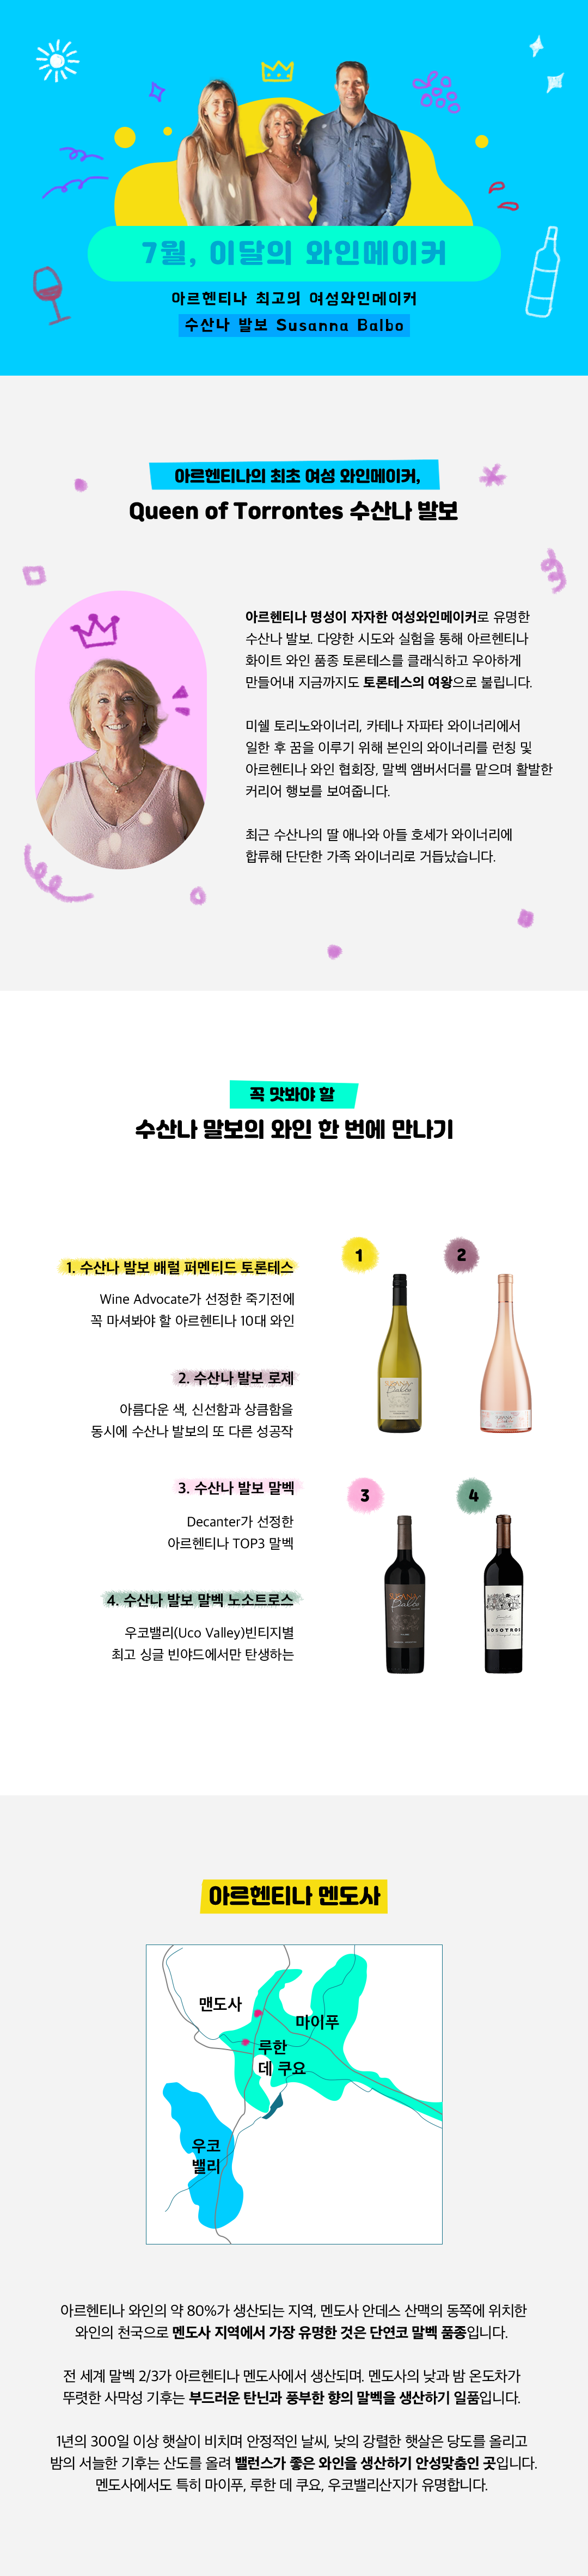 7월, 이달의 와인메이커
아르헨티나 최고의 여성와인메이커
수산나 발보 Susanna Balbo
아르헨티나의 최초 여성 와인메이커,
Queen of Torrontes 수산나 발보
아르헨티나 명성이 자자한 여성와인메이커로 유명한
수산나 발보. 다양한 시도와 실험을 통해 아르헨티나
화이트 와인 품종 토론테스를 클래식하고 우아하게
만들어내 지금까지도 토론테스의 여왕으로 불립니다.
미쉘 토리노와이너리, 카테나 자파타 와이너리에서
일한 후 꿈을 이루기 위해 본인의 와이너리를 런칭 및
아르헨티나 와인 협회장, 말벡 앰버서더를 맡으며 활발한
커리어 행보를 보여줍니다.
최근 수산나의 딸 애나와 아들 호세가 와이너리에
합류해 단단한 가족 와이너리로 거듭났습니다.
꼭 맛봐야 할
수산나 말보의 와인 한 번에 만나기
1. 수산나 발보 배럴 퍼멘티드 토론테스
Wine Advocate가 선정한 죽기전에
꼭 마셔봐야 할 아르헨티나 10대 와인
2. 수산나 발보 로제
아름다운 색, 신선함과 상큼함을
동시에 수산나 발보의 또 다른 성공작
3. 수산나 발보 말벡
Decanter가 선정한
아르헨티나 TOP3 말벡
4. 수산나 발보 말벡 노소트로스
우코밸리(Uco Valley)빈티지별
최고 싱글 빈야드에서만 탄생하는
1
2
Balbo
3
4
Balbo
NOSOTROS
아르헨티나 멘도사
맨도사
마이푸
루한
데 쿠요
우코
밸리
아르헨티나 와인의 약 80%가 생산되는 지역, 멘도사 안데스 산맥의 동쪽에 위치한
와인의 천국으로 멘도사 지역에서 가장 유명한 것은 단연코 말벡 품종입니다.
전 세계 말벡 2/3가 아르헨티나 멘도사에서 생산되며. 멘도사의 낮과 밤 온도차가
뚜렷한 사막성 기후는 부드러운 탄닌과 풍부한 향의 말벡을 생산하기 일품입니다.
1년의 300일 이상 햇살이 비치며 안정적인 날씨, 낮의 강렬한 햇살은 당도를 올리고
밤의 서늘한 기후는 산도를 올려 밸런스가 좋은 와인을 생산하기 안성맞춤인 곳입니다.
멘도사에서도 특히 마이푸, 루한 데 쿠요, 우코밸리산지가 유명합니다.